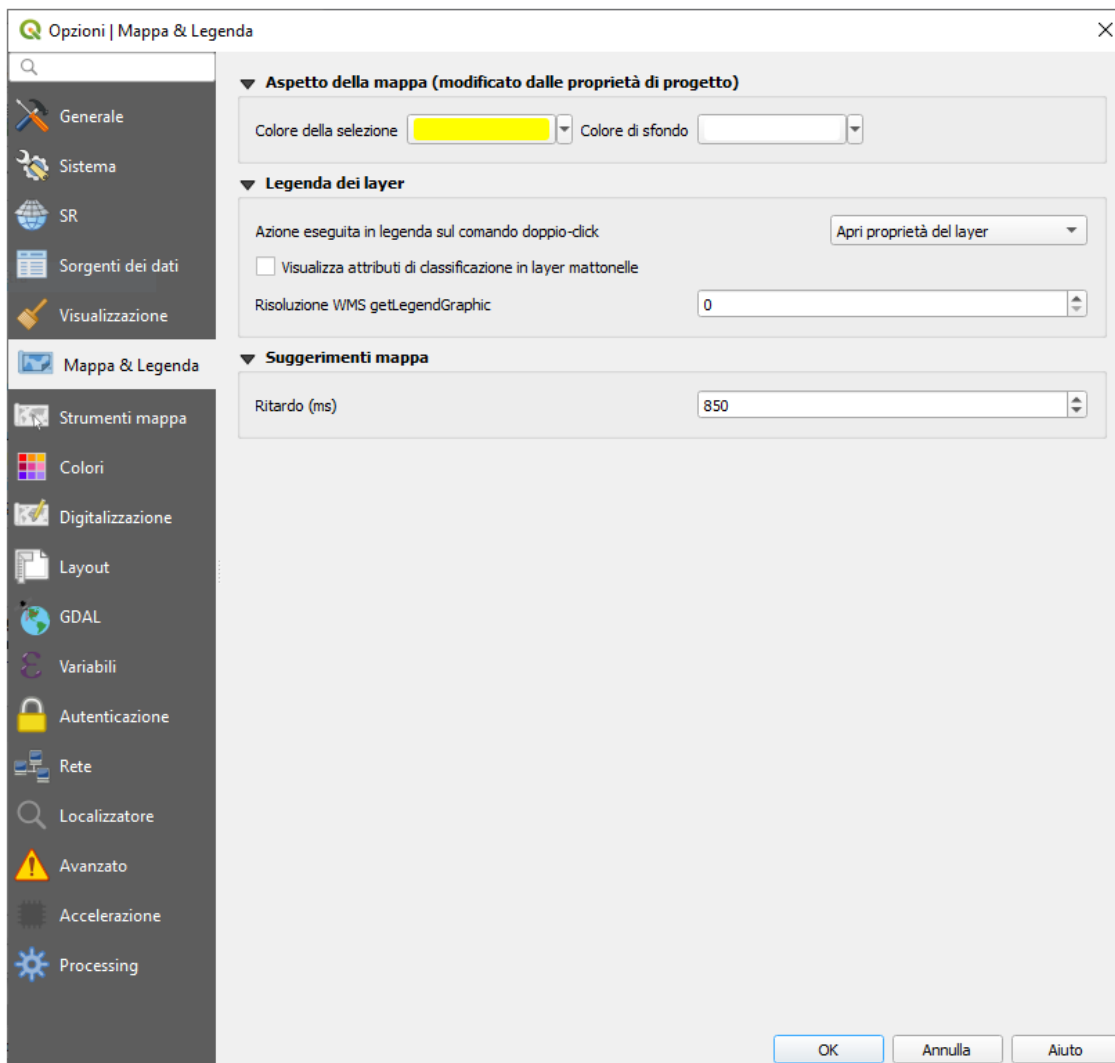 Opzioni | Mappa & Legenda
Generale
Sistema
SR
Sorgenti dei dati
Visualizzazione
Mappa & Legenda
Strumenti mappa
Colori
Digitalizzazione
Layout
GDAL
Variabili
Autenticazione
Rete
Localizzatore
Avanzato
Accelerazione
Processing
Aspetto della mappa (modificato dalle proprietà di progetto)
Colore della selezione Colore di sfondo
Legenda dei layer
Azione eseguita in legenda sul comando doppio-click Apri proprietà del layer
Visualizza attributi di classificazione in layer mattonelle
Risoluzione WMS getLegendGraphic 0
Suggerimenti mappa
Ritardo (ms) 850
OK Annulla Aiuto